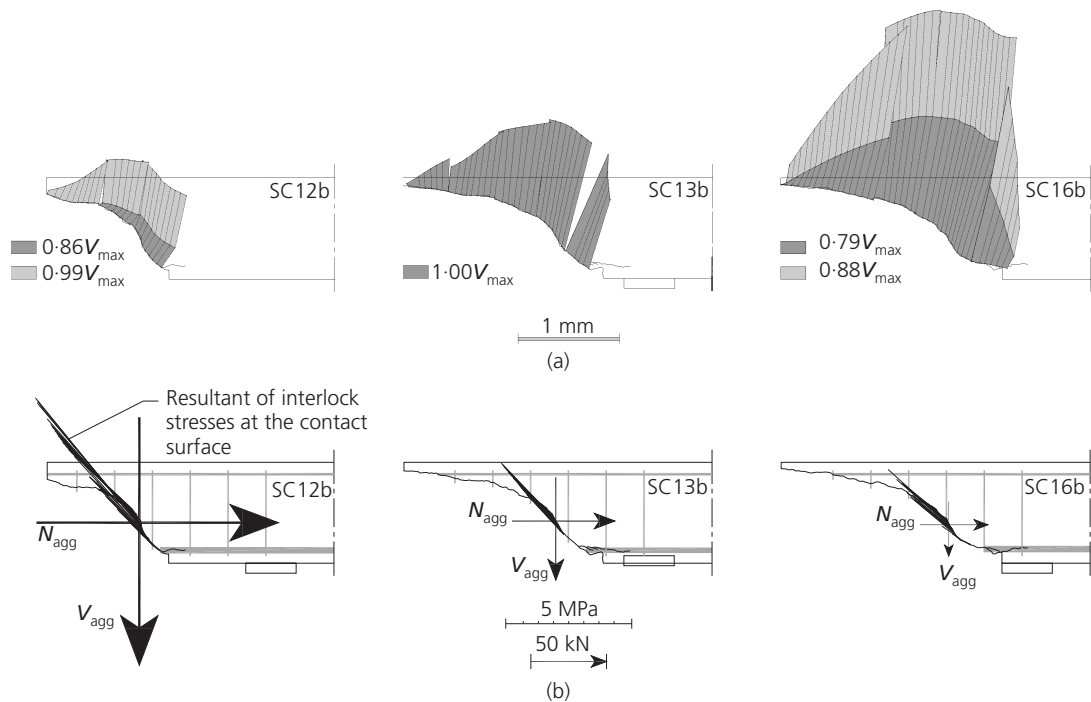 SC12b
0·86Vmax
0·99Vmax
SC13b
1·00Vmax
SC16b
0·79Vmax
0·88Vmax
1 mm
(a)
Resultant of interlock
stresses at the contact
surface
SC12b
Nagg
Vagg
SC13b
Nagg
Vagg
SC16b
Nagg
Vagg
5 MPa
50 kN
(b)